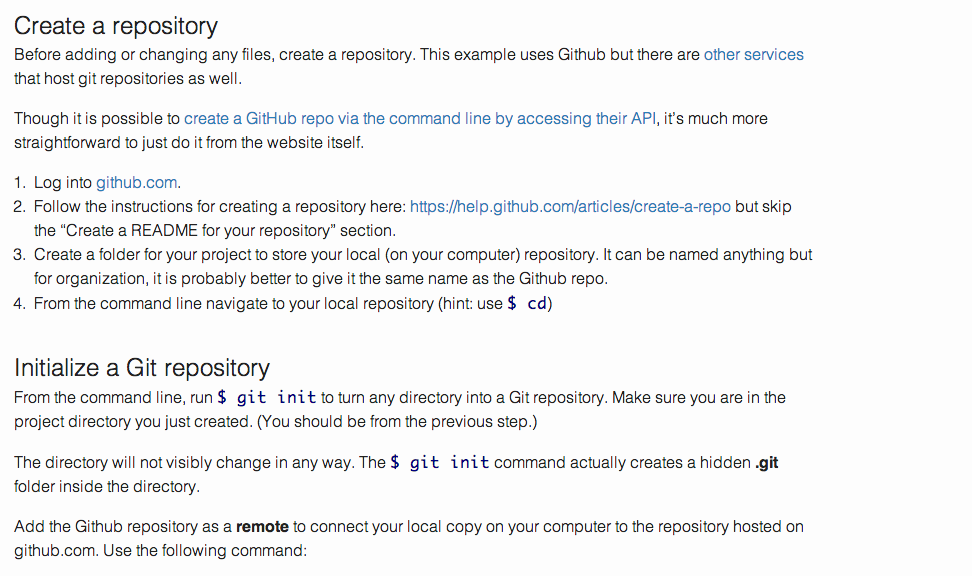 Create a repository
Before adding or changing any files, create a repository. This example uses Github but there are other services
that host git repositories as well.
Though it is possible to create a GitHub repo via the command line by accessing their API, it’s much more
straightforward to just do it from the website itself.
1. Log into github.com.
2. Follow the instructions for creating a repository here: https://help.github.com/articles/create-a-repo but skip
the “Create a README for your repository” section.
3. Create a folder for your project to store your local (on your computer) repository. It can be named anything but
for organization, it is probably better to give it the same name as the Github repo.
4. From the command line navigate to your local repository (hint: use $ cd)
Initialize a Git repository
From the command line, run $ git init to turn any directory into a Git repository. Make sure you are in the
project directory you just created. (You should be from the previous step.)
The directory will not visibly change in any way. The $ git init command actually creates a hidden .git
folder inside the directory.
Add the Github repository as a remote to connect your local copy on your computer to the repository hosted on
github.com. Use the following command: